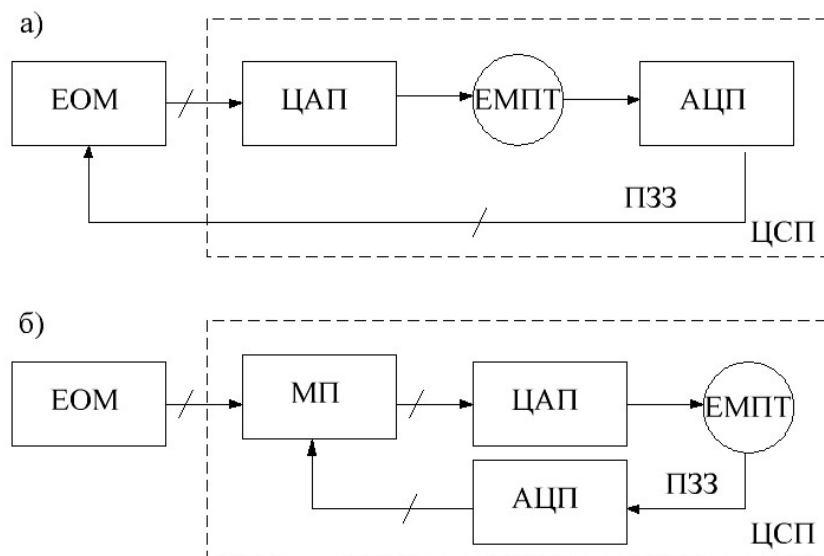 а)
ЕОМ
ЦАП
ЕМПТ
АЦП
ПЗЗ
ЦСП
б)
ЕОМ
МП
ЦАП
ЕМПТ
АЦП
ПЗЗ
ЦСП